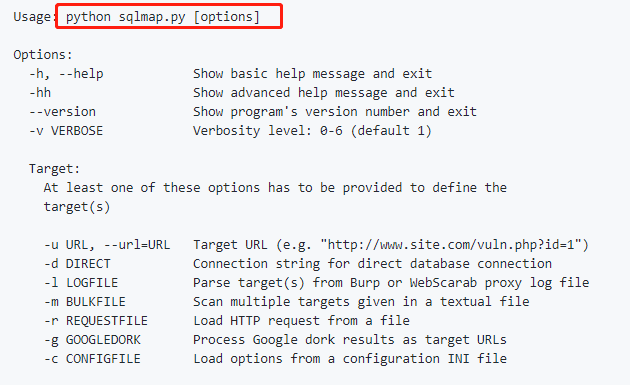 Usage: python sqlmap.py [options]
Options:
-h, --help Show basic help message and exit
-hh Show advanced help message and exit
--version Show program's version number and exit
-v VERBOSE Verbosity level: 0-6 (default 1)
Target:
At least one of these options has to be provided to define the
target(s)
-u URL, --url=URL Target URL (e.g. "http://www.site.com/vuln.php?id=1")
-d DIRECT Connection string for direct database connection
-l LOGFILE Parse target(s) from Burp or WebScarab proxy log file
-m BULKFILE Scan multiple targets given in a textual file
-r REQUESTFILE Load HTTP request from a file
-g GOOGLEDORK Process Google dork results as target URLs
-c CONFIGFILE Load options from a configuration INI file